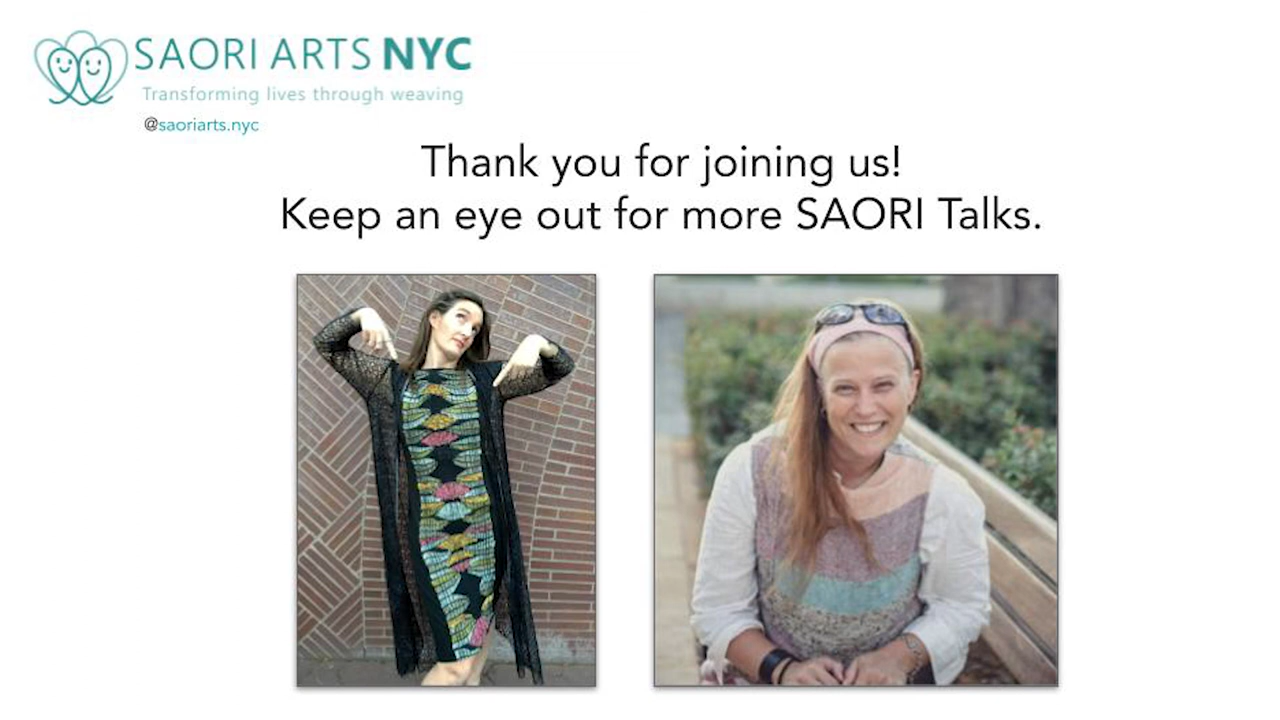 SAORI ARTS NYC
Transforming lives through weaving
@saoriarts.nyc
Thank you for joining us!
Keep an eye out for more SAORI Talks.